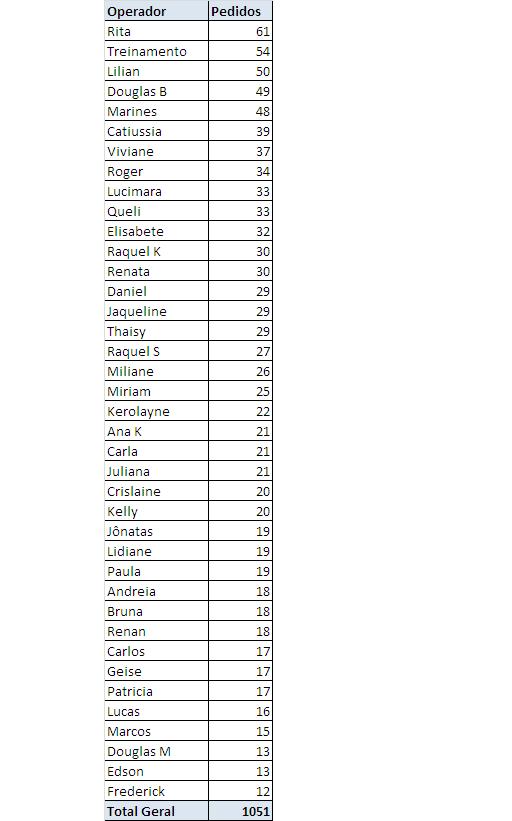 Operador Pedidos
Rita 61
Treinamento 54
Lilian 50
Douglas B 49
Marines 48
Catiussia 39
Viviane 37
Roger 34
Lucimara 33
Queli 33
Elisabete 32
Raquel K 30
Renata 30
Daniel 29
Jaqueline 29
Thaisy 29
Raquel S 27
Miliane 26
Miriam 25
Kerolayne 22
Ana K 21
Carla 21
Juliana 21
Crislaine 20
Kelly 20
Jônatas 19
Lidiane 19
Paula 19
Andreia 18
Bruna 18
Renan 18
Carlos 17
Geise 17
Patricia 17
Lucas 16
Marcos 15
Douglas M 13
Edson 13
Frederick 12
Total Geral 1051